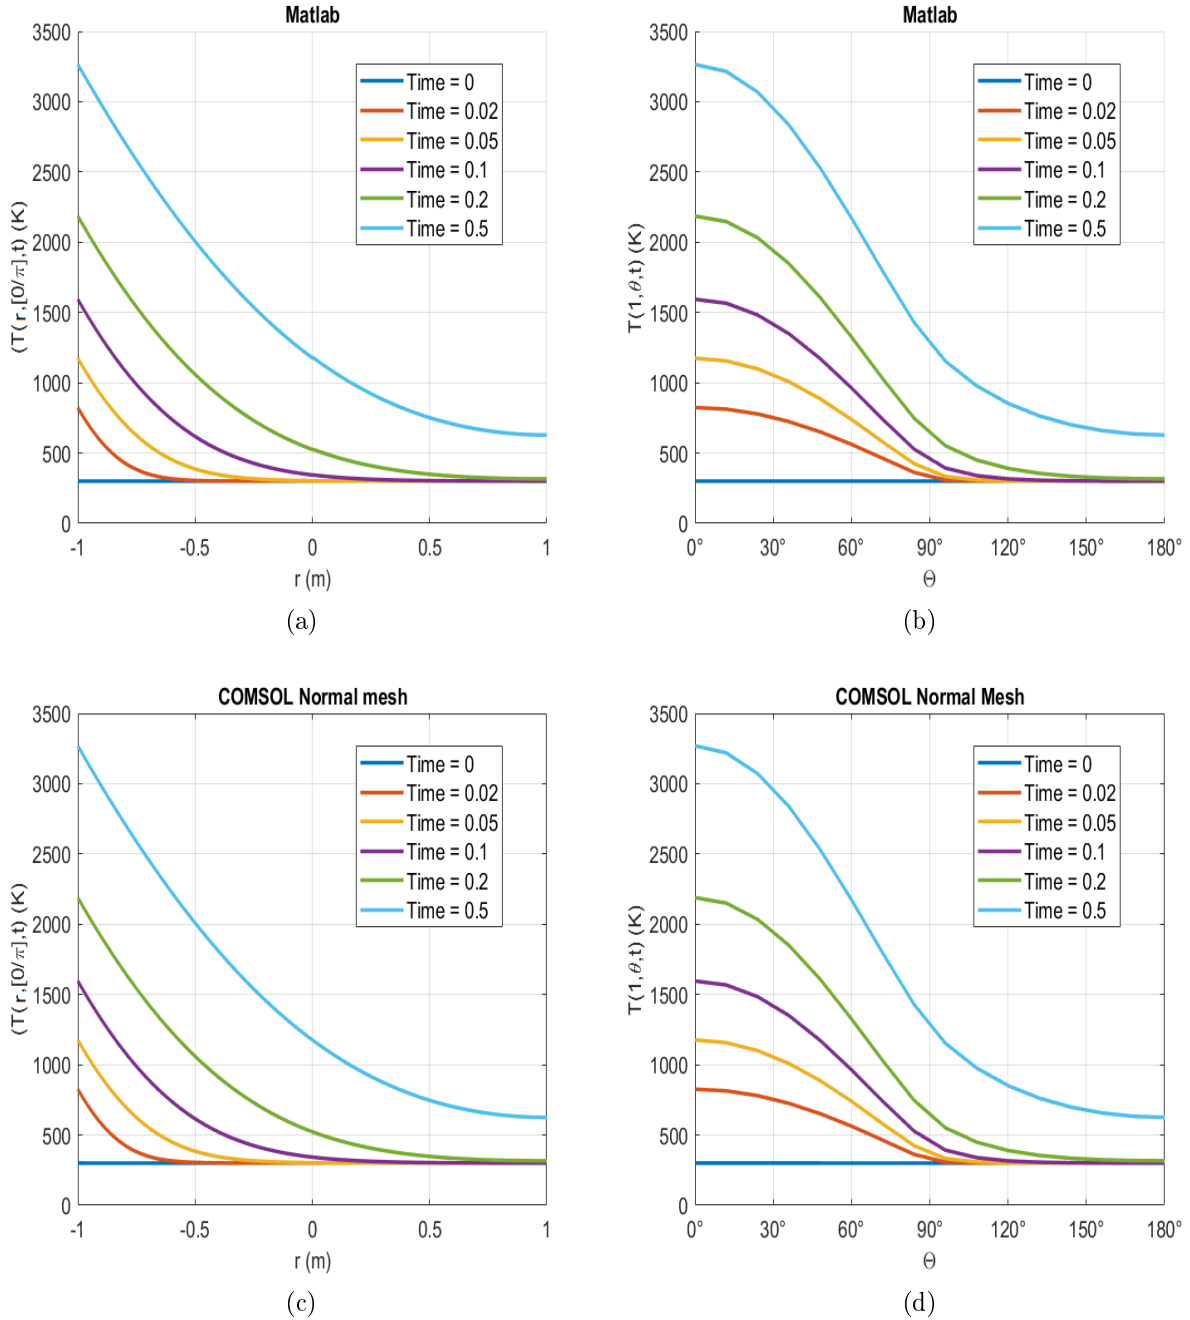 Matlab
3500
3000
2500
2000
1500
1000
500
0
(T(r,[0/π],t) (K)
Time = 0
Time = 0.02
Time = 0.05
Time = 0.1
Time = 0.2
Time = 0.5
-1 -0.5 0 0.5 1
r (m)
(a)
Matlab
3500
3000
2500
2000
1500
1000
500
0
T(1,θ,t) (K)
Time = 0
Time = 0.02
Time = 0.05
Time = 0.1
Time = 0.2
Time = 0.5
0° 30° 60° 90° 120° 150° 180°
Θ
(b)
COMSOL Normal mesh
3500
3000
2500
2000
1500
1000
500
0
(T(r,[0/π],t) (K)
Time = 0
Time = 0.02
Time = 0.05
Time = 0.1
Time = 0.2
Time = 0.5
-1 -0.5 0 0.5 1
r (m)
(c)
COMSOL Normal Mesh
3500
3000
2500
2000
1500
1000
500
0
T(1,θ,t) (K)
Time = 0
Time = 0.02
Time = 0.05
Time = 0.1
Time = 0.2
Time = 0.5
0° 30° 60° 90° 120° 150° 180°
Θ
(d)